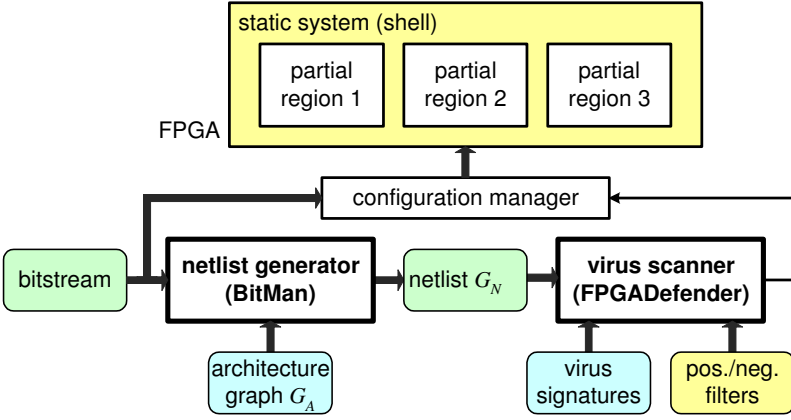 static system (shell)
partial
region 1
partial
region 2
partial
region 3
FPGA
configuration manager
bitstream
netlist generator
(BitMan)
netlist G_N
virus scanner
(FPGADefender)
architecture
graph G_A
virus
signatures
pos./neg.
filters